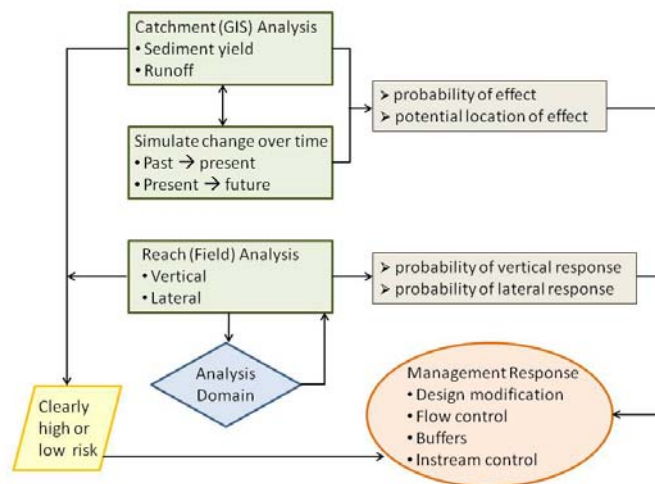 Catchment (GIS) Analysis
• Sediment yield
• Runoff
➢ probability of effect
➢ potential location of effect
Simulate change over time
• Past → present
• Present → future
Reach (Field) Analysis
• Vertical
• Lateral
➢ probability of vertical response
➢ probability of lateral response
Analysis
Domain
Clearly
high or
low risk
Management Response
• Design modification
• Flow control
• Buffers
• Instream control